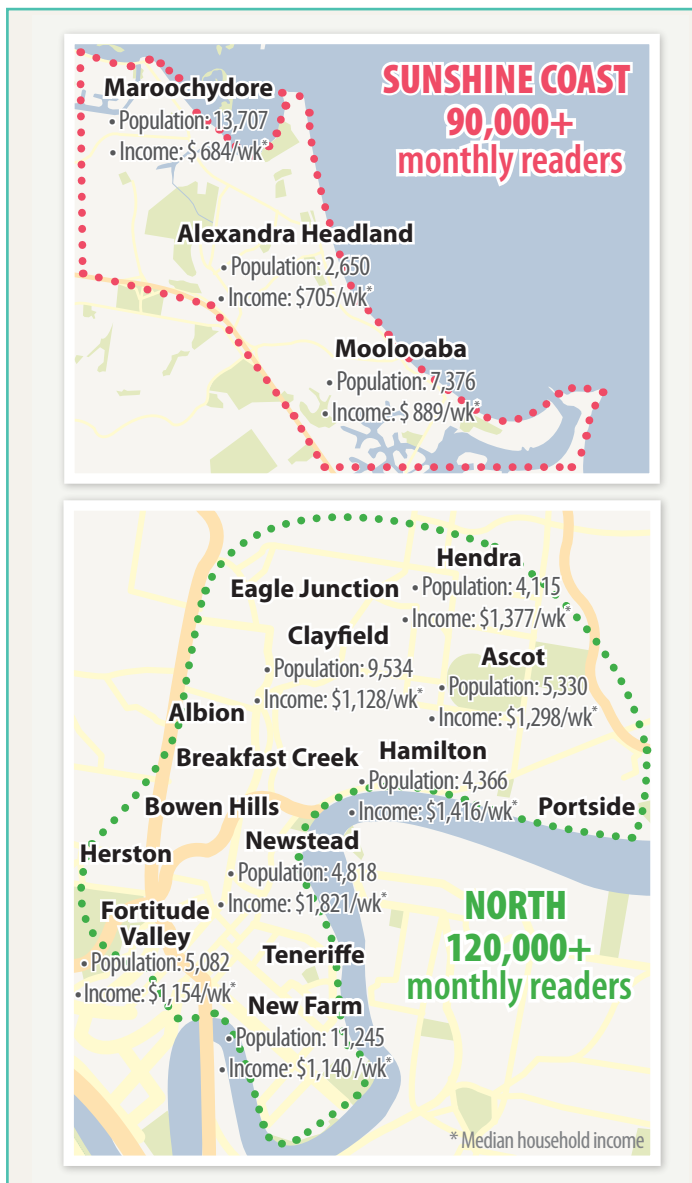 Maroochydore
• Population: 13,707
• Income: $ 684/wk*
SUNSHINE COAST
90,000+
monthly readers
Alexandra Headland
• Population: 2,650
• Income: $705/wk*
Moolooaba
• Population: 7,376
• Income: $ 889/wk*
Hendra
• Population: 4,115
• Income: $1,377/wk*
Eagle Junction
Clayfield
• Population: 9,534
• Income: $1,128/wk*
Ascot
• Population: 5,330
• Income: $1,298/wk*
Albion
Breakfast Creek
Hamilton
• Population: 4,366
• Income: $1,416/wk*
Portside
Bowen Hills
Newstead
• Population: 4,818
• Income: $1,821/wk*
Herston
Fortitude
Valley
• Population: 5,082
• Income: $1,154/wk*
Teneriffe
New Farm
• Population: 11,245
• Income: $1,140 /wk*
NORTH
120,000+
monthly readers
* Median household income